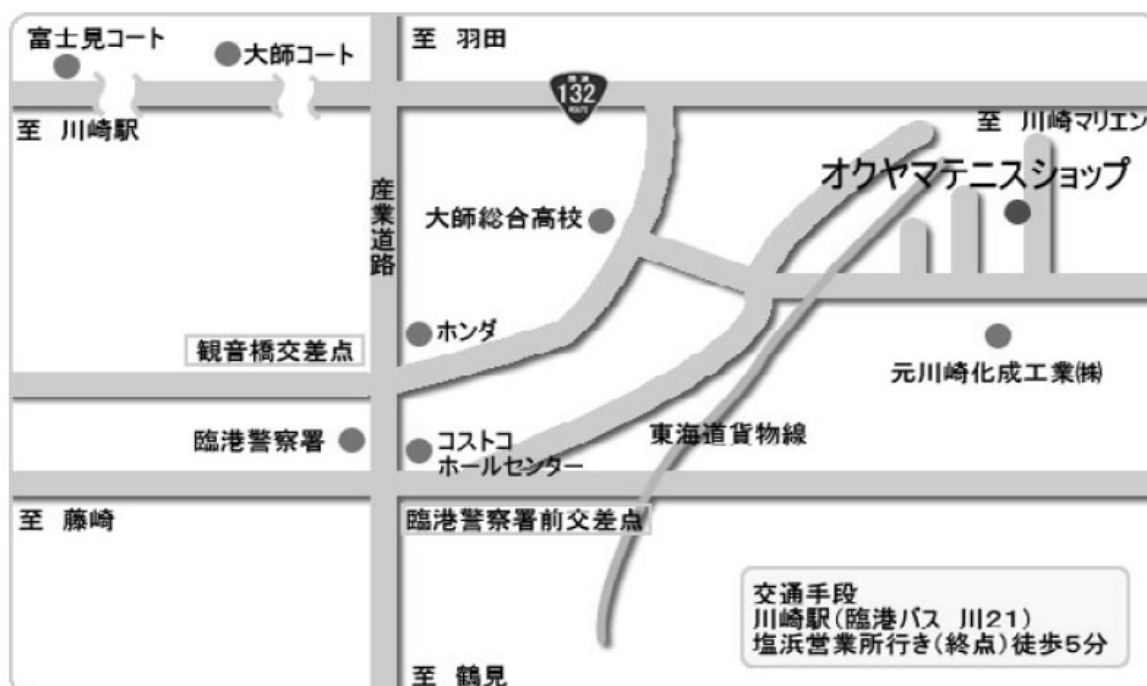 富士見コート
大師コート
至 羽田
国道
132
ROUTE
至 川崎駅
至 川崎マリエン
オクヤマテニスショップ
産業道路
大師総合高校
ホンダ
観音橋交差点
元川崎化成工業㈱
臨港警察署
コストコ
ホールセンター
東海道貨物線
至 藤崎
臨港警察署前交差点
交通手段
川崎駅(臨港バス 川21)
塩浜営業所行き(終点)徒歩5分
至 鶴見